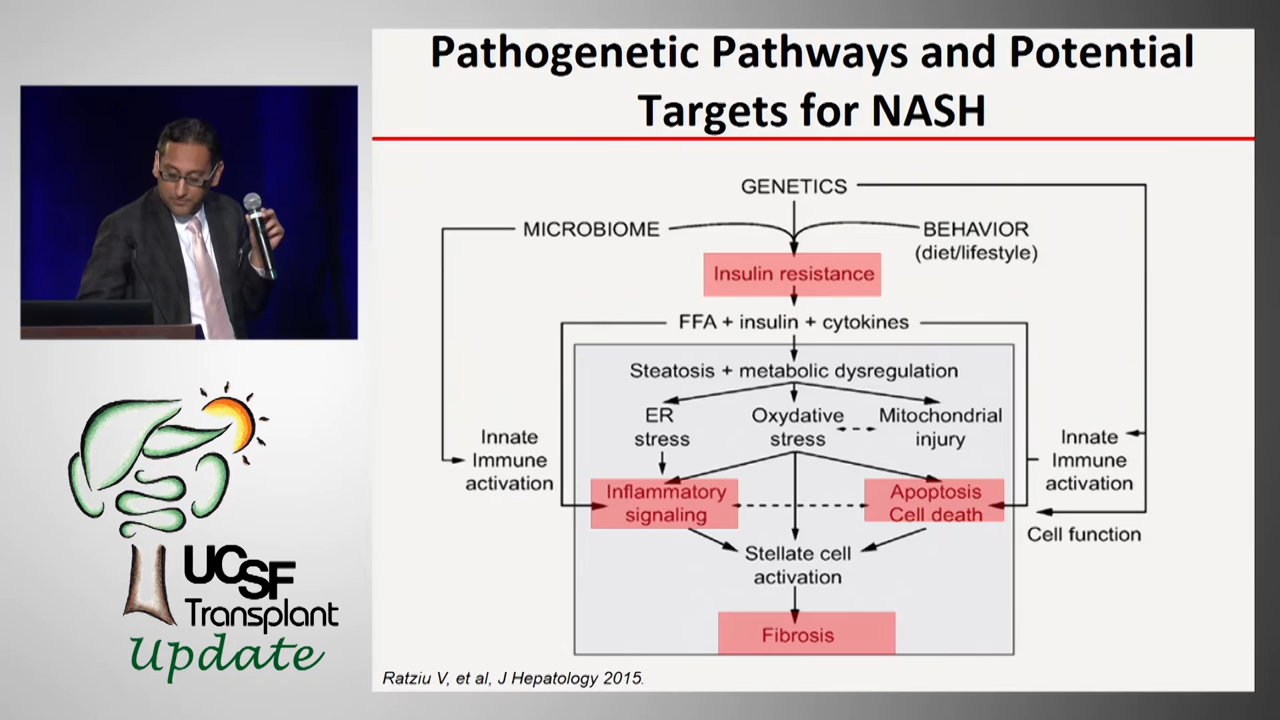 Pathogenetic Pathways and Potential
Targets for NASH
GENETICS
MICROBIOME
BEHAVIOR
(diet/lifestyle)
Insulin resistance
FFA + insulin + cytokines
Steatosis + metabolic dysregulation
ER
stress
Oxydative
stress
Mitochondrial
injury
Innate
Immune
activation
Innate
Immune
activation
Inflammatory
signaling
Apoptosis
Cell death
Cell function
Stellate cell
activation
Fibrosis
Ratziu V, et al, J Hepatology 2015.
UCSF
Transplant
Update